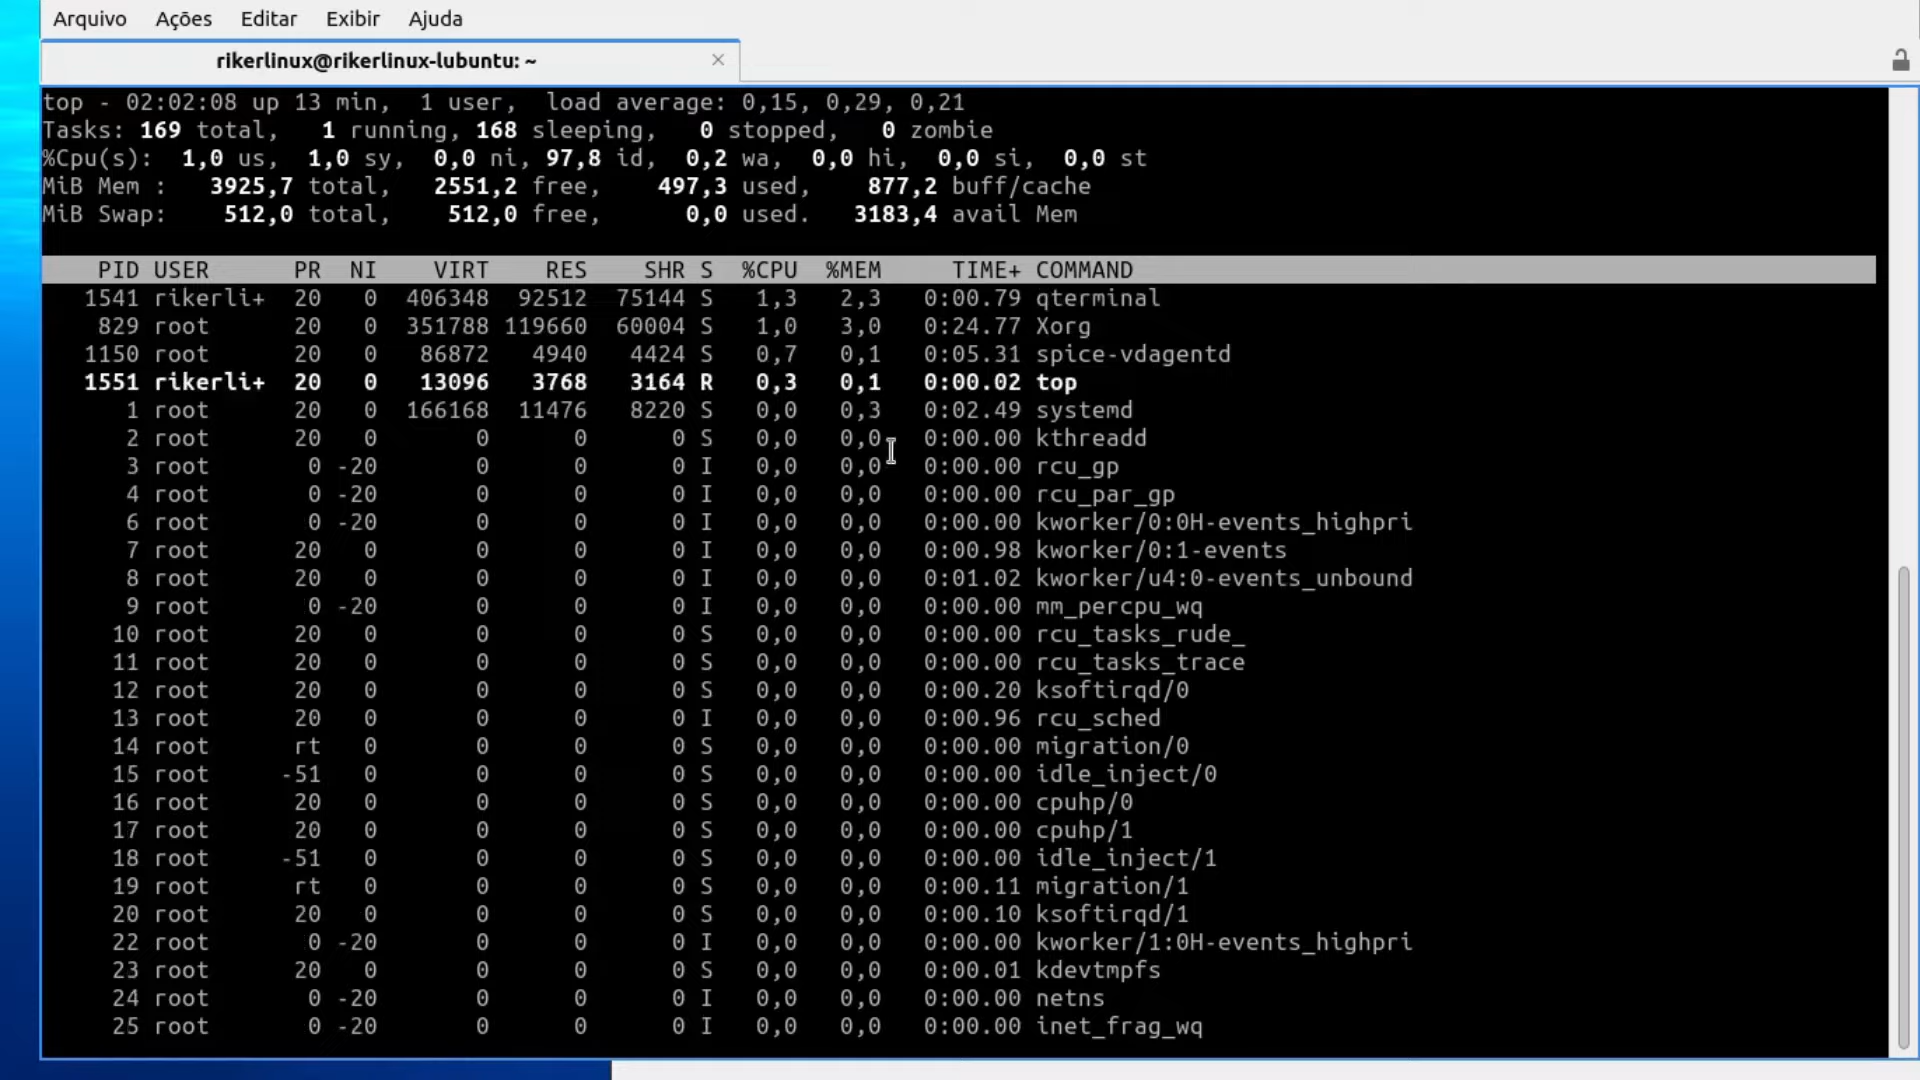 Arquivo Ações Editar Exibir Ajuda
rikerlinux@rikerlinux-lubuntu: ~ ×
top - 02:02:08 up 13 min,  1 user,  load average: 0,15, 0,29, 0,21
Tasks: 169 total,   1 running, 168 sleeping,   0 stopped,   0 zombie
%Cpu(s):  1,0 us,  1,0 sy,  0,0 ni, 97,8 id,  0,2 wa,  0,0 hi,  0,0 si,  0,0 st
MiB Mem :   3925,7 total,   2551,2 free,    497,3 used,    877,2 buff/cache
MiB Swap:    512,0 total,    512,0 free,      0,0 used.   3183,4 avail Mem
PID USER PR NI VIRT RES SHR S %CPU %MEM TIME+ COMMAND
1541 rikerli+ 20 0 406348 92512 75144 S 1,3 2,3 0:00.79 qterminal
829 root 20 0 351788 119660 60004 S 1,0 3,0 0:24.77 Xorg
1150 root 20 0 86872 4940 4424 S 0,7 0,1 0:05.31 spice-vdagentd
1551 rikerli+ 20 0 13096 3768 3164 R 0,3 0,1 0:00.02 top
1 root 20 0 166168 11476 8220 S 0,0 0,3 0:02.49 systemd
2 root 20 0 0 0 0 S 0,0 0,0 0:00.00 kthreadd
3 root 0 -20 0 0 0 I 0,0 0,0 0:00.00 rcu_gp
4 root 0 -20 0 0 0 I 0,0 0,0 0:00.00 rcu_par_gp
6 root 0 -20 0 0 0 I 0,0 0,0 0:00.00 kworker/0:0H-events_highpri
7 root 20 0 0 0 0 I 0,0 0,0 0:00.98 kworker/0:1-events
8 root 20 0 0 0 0 I 0,0 0,0 0:01.02 kworker/u4:0-events_unbound
9 root 0 -20 0 0 0 I 0,0 0,0 0:00.00 mm_percpu_wq
10 root 20 0 0 0 0 S 0,0 0,0 0:00.00 rcu_tasks_rude_
11 root 20 0 0 0 0 S 0,0 0,0 0:00.00 rcu_tasks_trace
12 root 20 0 0 0 0 S 0,0 0,0 0:00.20 ksoftirqd/0
13 root 20 0 0 0 0 I 0,0 0,0 0:00.96 rcu_sched
14 root rt 0 0 0 0 S 0,0 0,0 0:00.00 migration/0
15 root -51 0 0 0 0 S 0,0 0,0 0:00.00 idle_inject/0
16 root 20 0 0 0 0 S 0,0 0,0 0:00.00 cpuhp/0
17 root 20 0 0 0 0 S 0,0 0,0 0:00.00 cpuhp/1
18 root -51 0 0 0 0 S 0,0 0,0 0:00.00 idle_inject/1
19 root rt 0 0 0 0 S 0,0 0,0 0:00.11 migration/1
20 root 20 0 0 0 0 S 0,0 0,0 0:00.10 ksoftirqd/1
22 root 0 -20 0 0 0 I 0,0 0,0 0:00.00 kworker/1:0H-events_highpri
23 root 20 0 0 0 0 S 0,0 0,0 0:00.01 kdevtmpfs
24 root 0 -20 0 0 0 I 0,0 0,0 0:00.00 netns
25 root 0 -20 0 0 0 I 0,0 0,0 0:00.00 inet_frag_wq